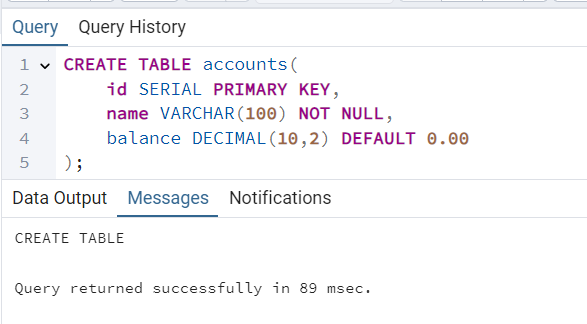 Query Query History
1 CREATE TABLE accounts(
2 id SERIAL PRIMARY KEY,
3 name VARCHAR(100) NOT NULL,
4 balance DECIMAL(10,2) DEFAULT 0.00
5 );
Data Output Messages Notifications
CREATE TABLE
Query returned successfully in 89 msec.